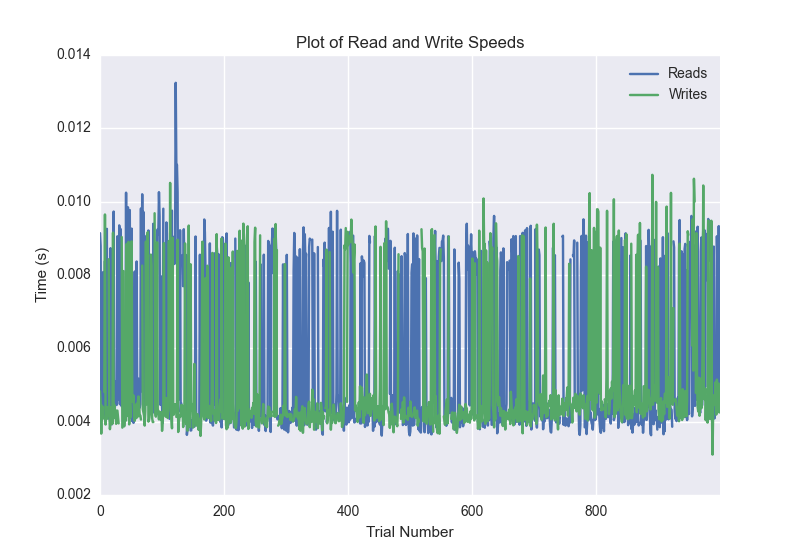 Plot of Read and Write Speeds
0.014
0.012
0.010
0.008
0.006
0.004
0.002
Time (s)
Reads
Writes
0
200
400
600
800
Trial Number